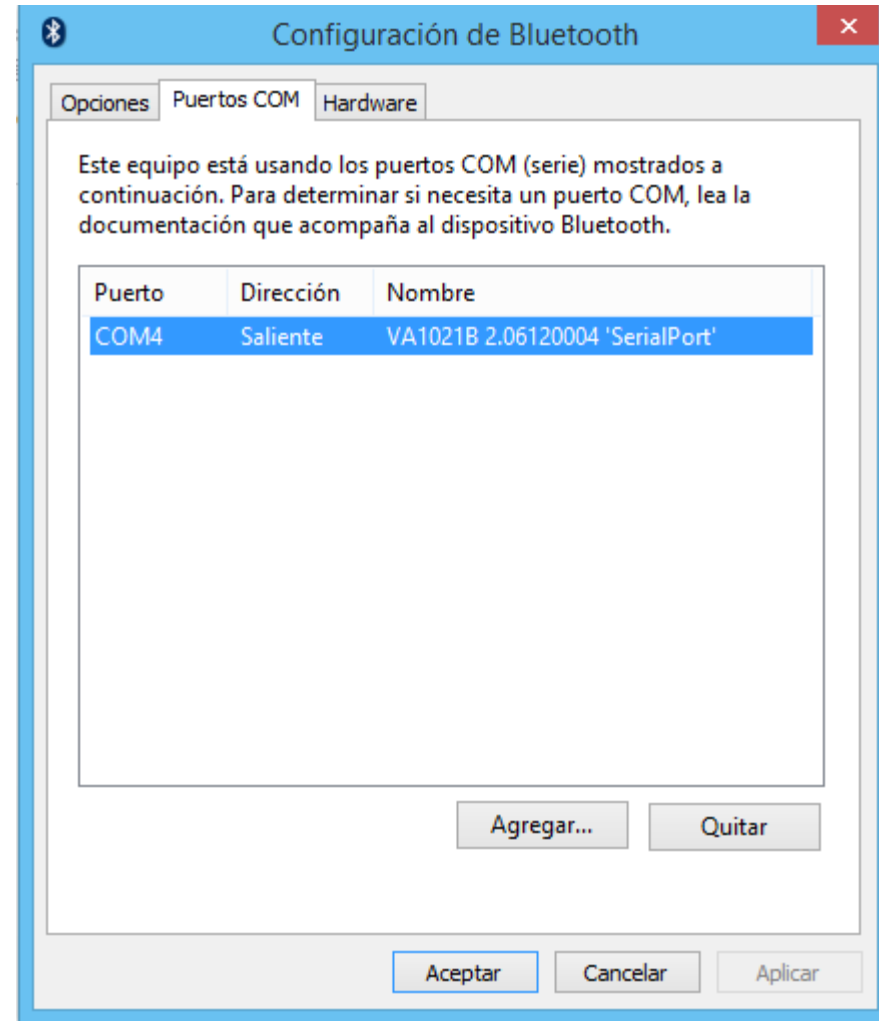 Configuración de Bluetooth
Opciones Puertos COM Hardware
Este equipo está usando los puertos COM (serie) mostrados a
continuación. Para determinar si necesita un puerto COM, lea la
documentación que acompaña al dispositivo Bluetooth.
Puerto Dirección Nombre
COM4 Saliente VA1021B 2.06120004 'SerialPort'
Agregar... Quitar
Aceptar Cancelar Aplicar